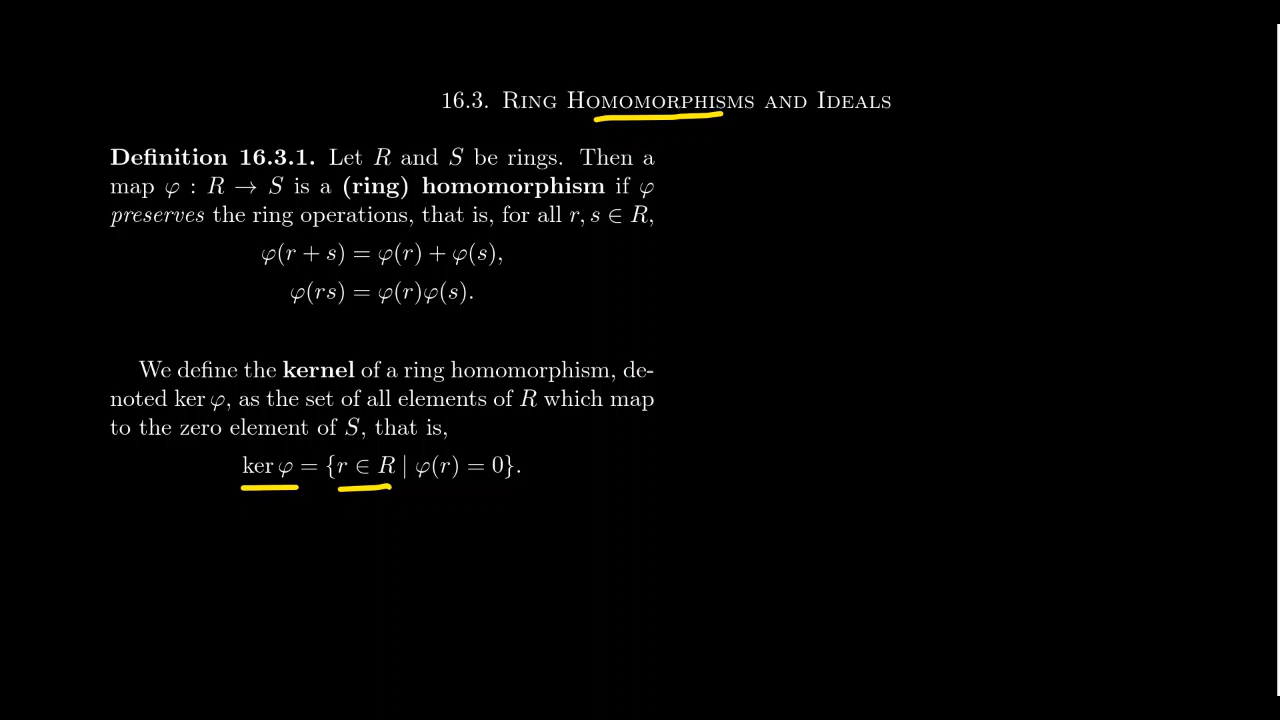 16.3. Ring Homomorphisms and Ideals
Definition 16.3.1. Let R and S be rings. Then a
map φ : R → S is a (ring) homomorphism if φ
preserves the ring operations, that is, for all r, s ∈ R,
φ(r + s) = φ(r) + φ(s),
φ(rs) = φ(r)φ(s).
We define the kernel of a ring homomorphism, de-
noted ker φ, as the set of all elements of R which map
to the zero element of S, that is,
ker φ = {r ∈ R | φ(r) = 0}.